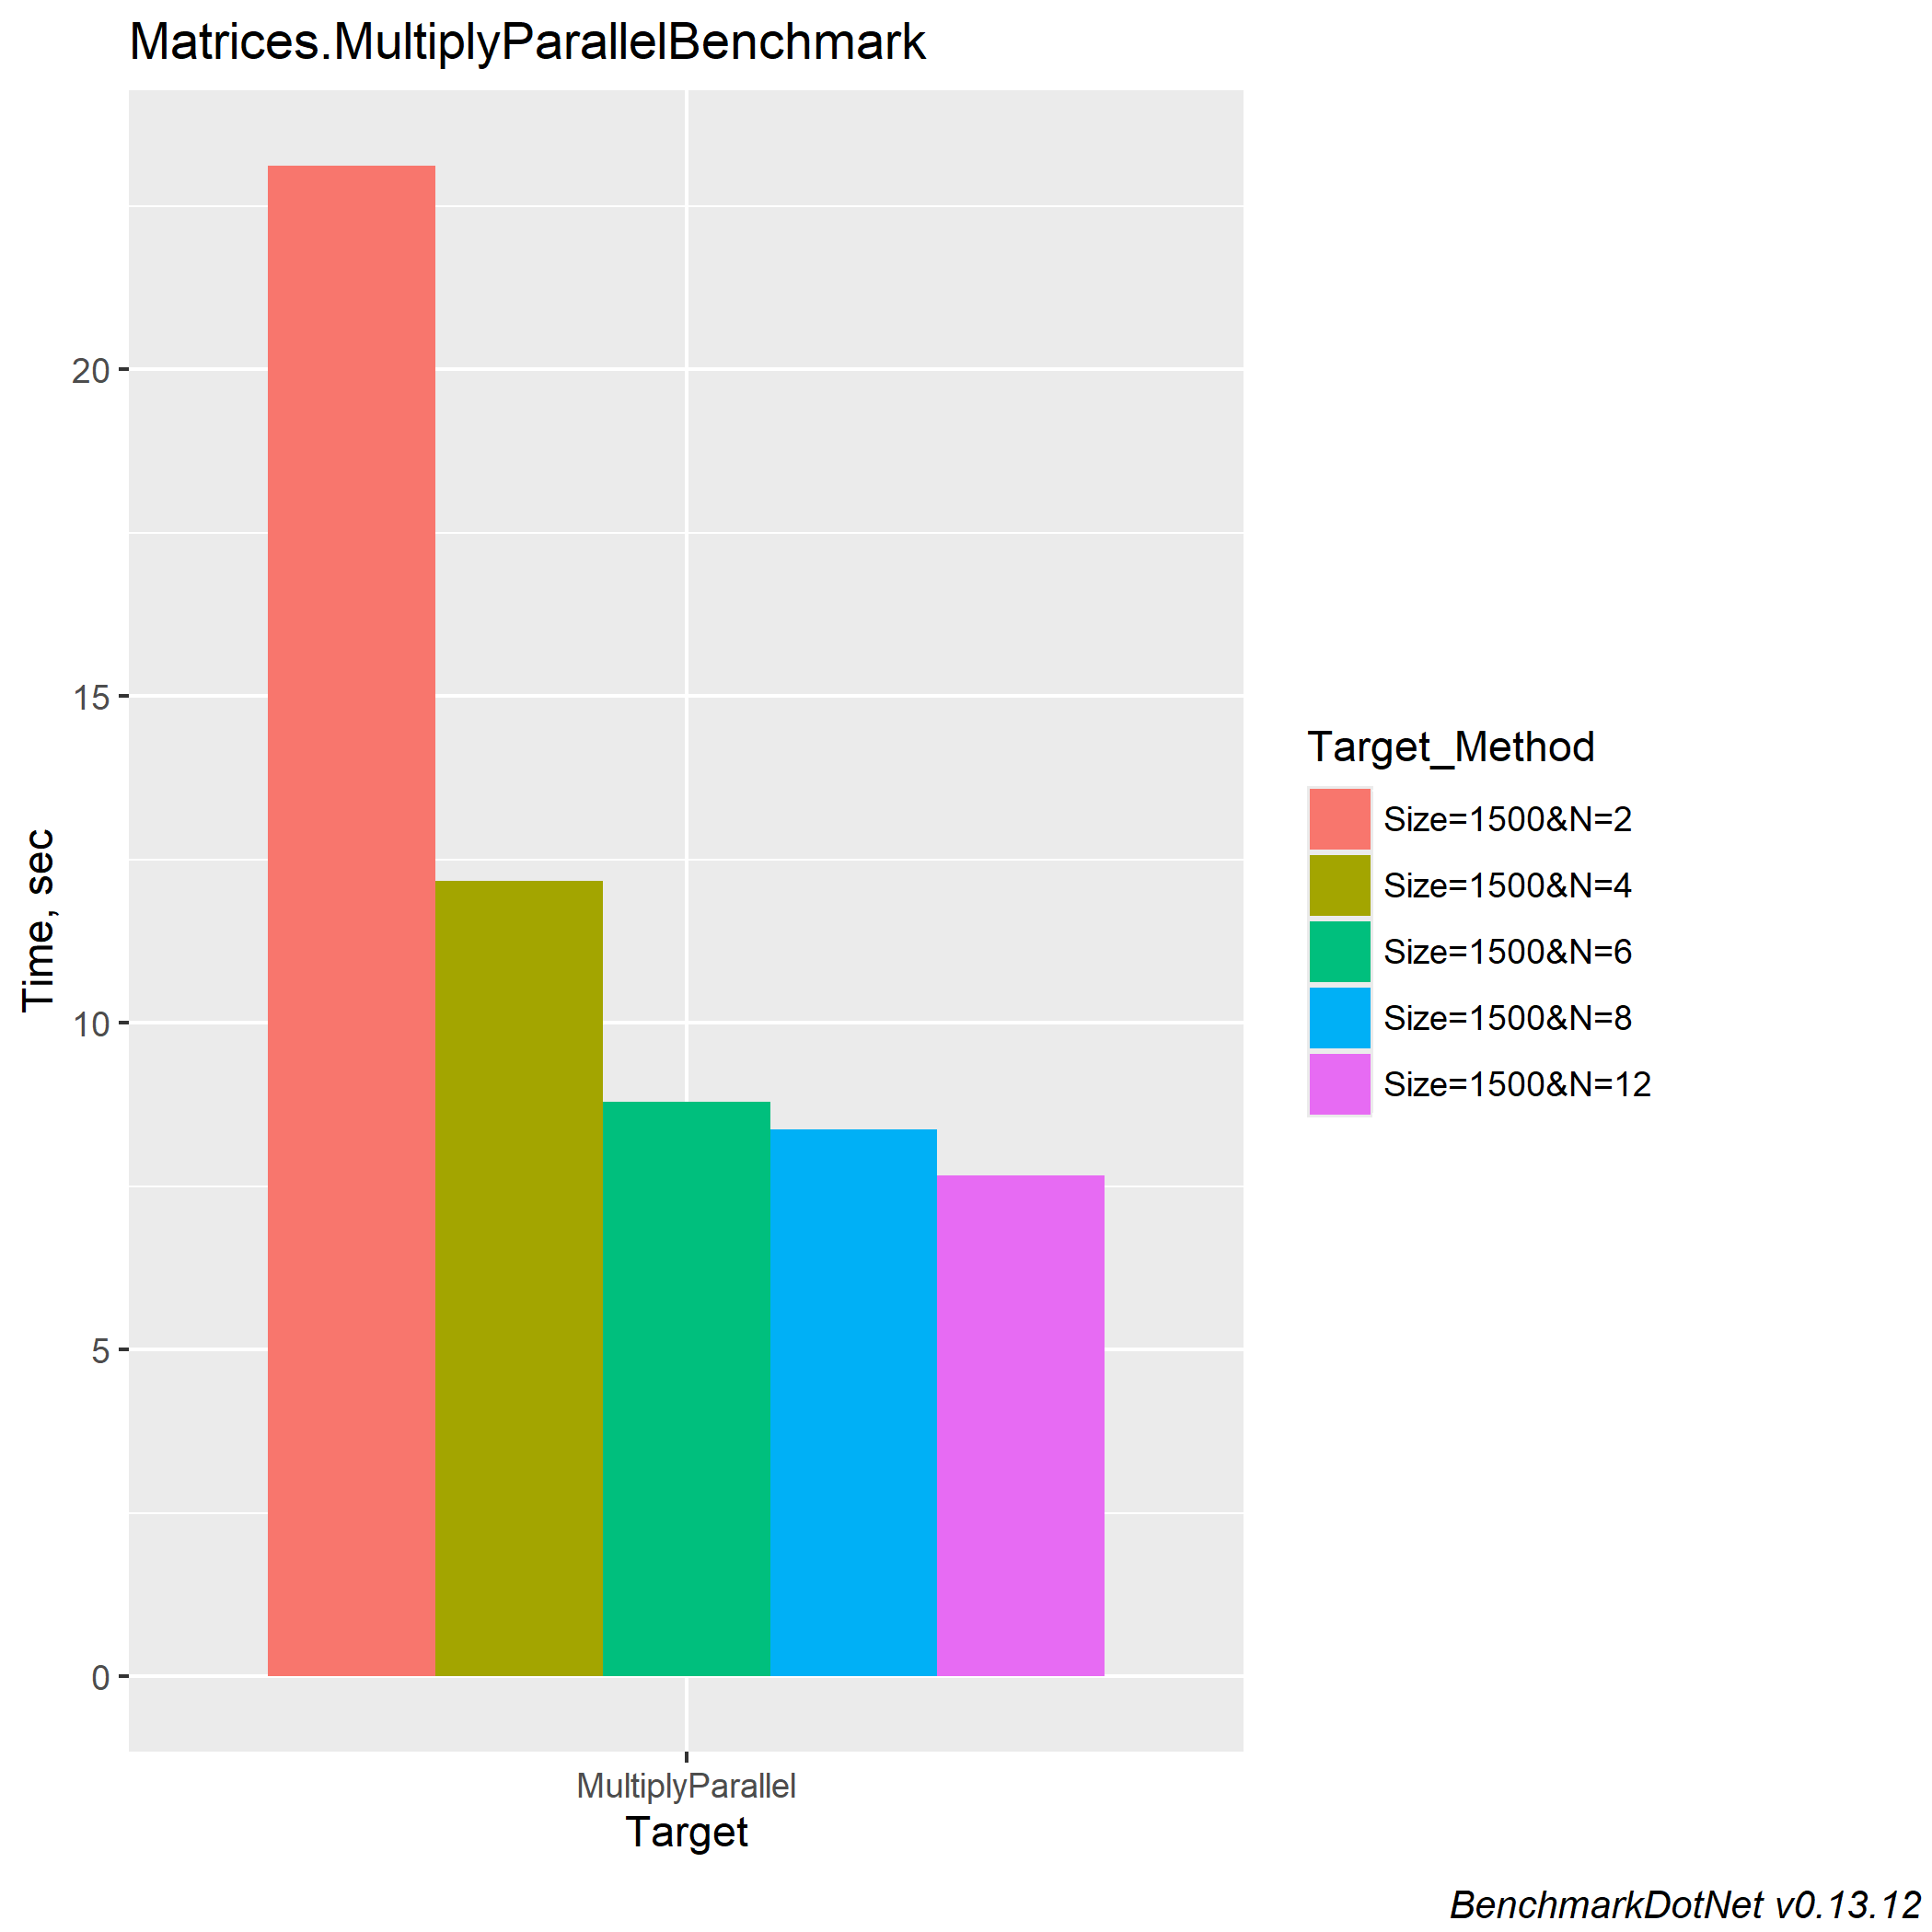 Matrices.MultiplyParallelBenchmark
Time, sec
20
15
10
5
0
MultiplyParallel
Target
Target_Method
Size=1500&N=2
Size=1500&N=4
Size=1500&N=6
Size=1500&N=8
Size=1500&N=12
BenchmarkDotNet v0.13.12